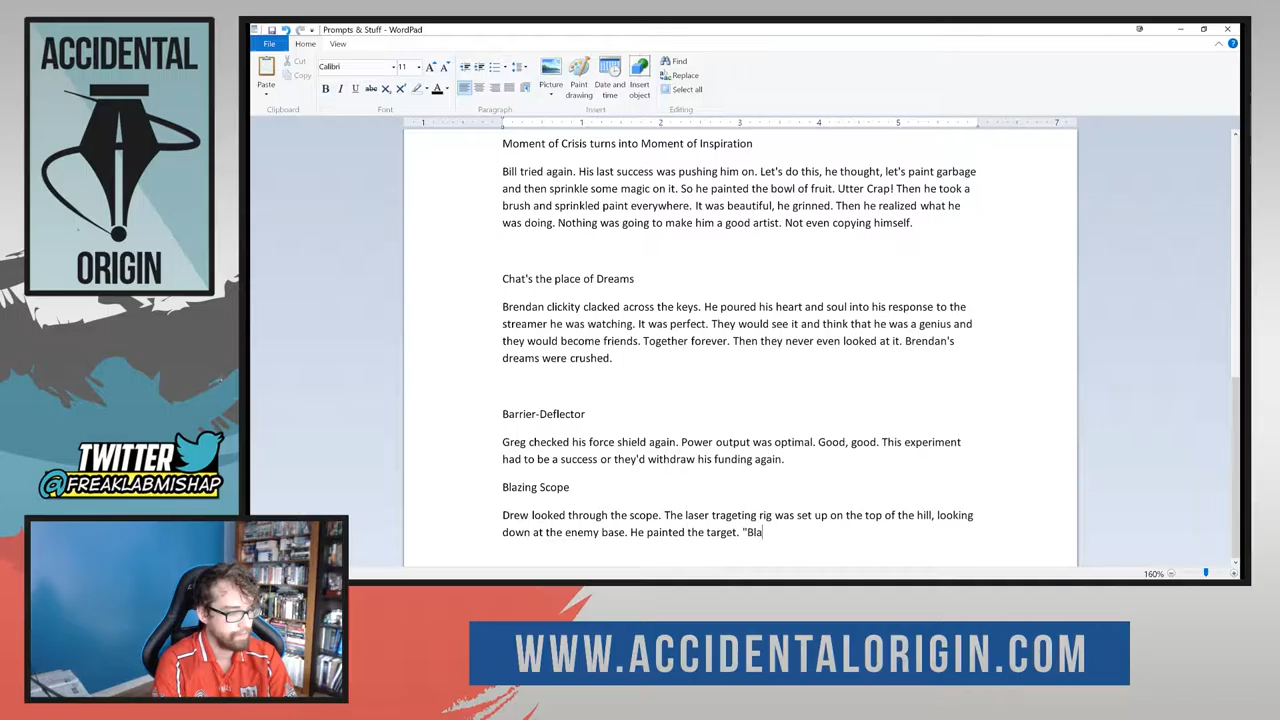 ACCIDENTAL
ORIGIN
TWITTER
@FREAKLABMISHAP
Prompts & Stuff - WordPad
File
Home
View
Paste
Cut
Copy
Clipboard
Calibri
11
Font
Paragraph
Picture
Paint drawing
Date and time
Insert object
Insert
Find
Replace
Select all
Editing
1 1 2 3 4 5 7
Moment of Crisis turns into Moment of Inspiration
Bill tried again. His last success was pushing him on. Let's do this, he thought, let's paint garbage
and then sprinkle some magic on it. So he painted the bowl of fruit. Utter Crap! Then he took a
brush and sprinkled paint everywhere. It was beautiful, he grinned. Then he realized what he
was doing. Nothing was going to make him a good artist. Not even copying himself.
Chat's the place of Dreams
Brendan clickity clacked across the keys. He poured his heart and soul into his response to the
streamer he was watching. It was perfect. They would see it and think that he was a genius and
they would become friends. Together forever. Then they never even looked at it. Brendan's
dreams were crushed.
Barrier-Deflector
Greg checked his force shield again. Power output was optimal. Good, good. This experiment
had to be a success or they'd withdraw his funding again.
Blazing Scope
Drew looked through the scope. The laser trageting rig was set up on the top of the hill, looking
down at the enemy base. He painted the target. "Bla
160%
WWW.ACCIDENTALORIGIN.COM